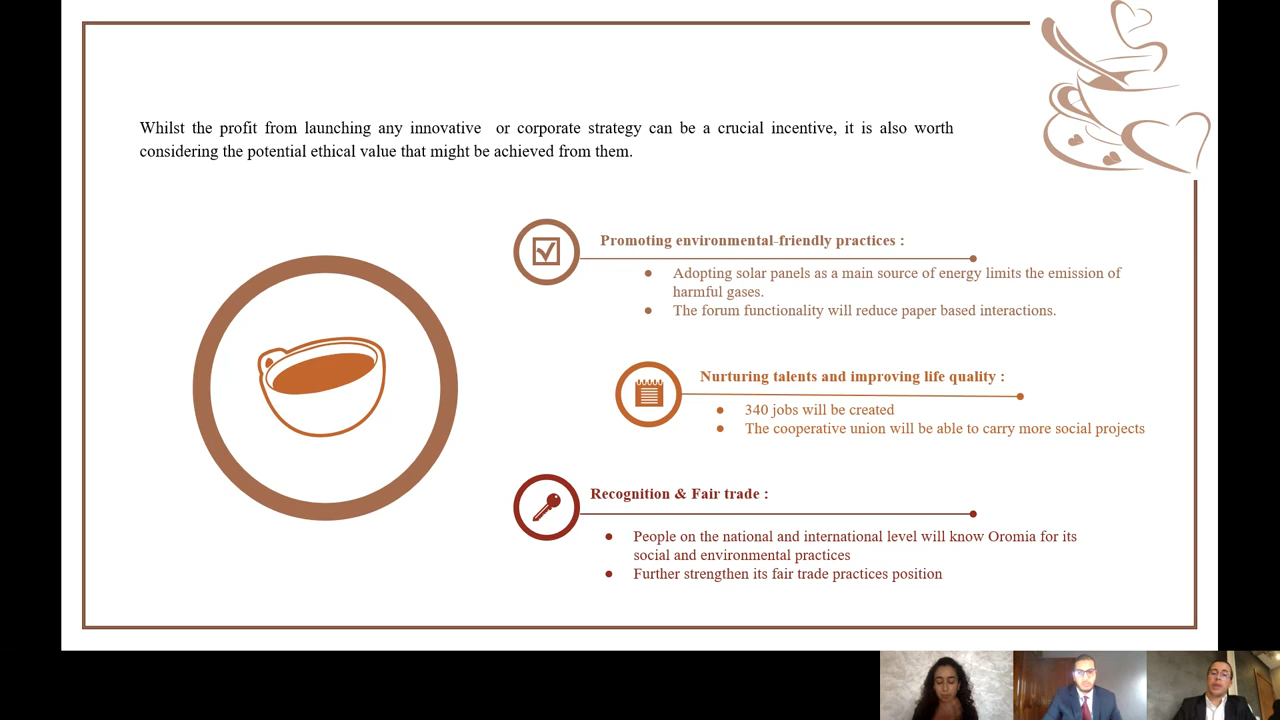 Whilst the profit from launching any innovative or corporate strategy can be a crucial incentive, it is also worth
considering the potential ethical value that might be achieved from them.
Promoting environmental-friendly practices :
● Adopting solar panels as a main source of energy limits the emission of
harmful gases.
● The forum functionality will reduce paper based interactions.
Nurturing talents and improving life quality :
● 340 jobs will be created
● The cooperative union will be able to carry more social projects
Recognition & Fair trade :
● People on the national and international level will know Oromia for its
social and environmental practices
● Further strengthen its fair trade practices position